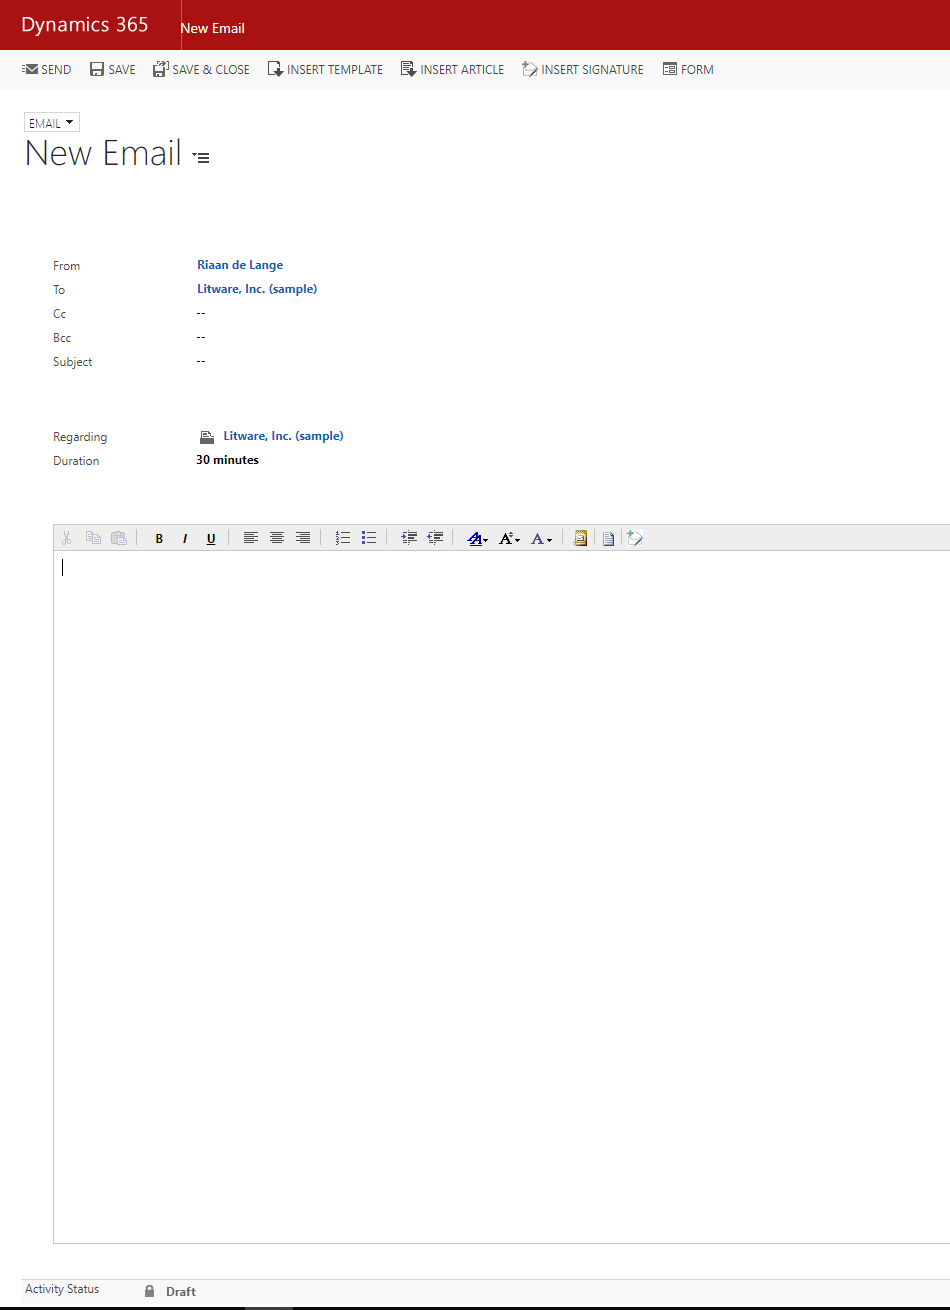 Dynamics 365 New Email
SEND SAVE SAVE & CLOSE INSERT TEMPLATE INSERT ARTICLE INSERT SIGNATURE FORM
EMAIL
New Email
From Riaan de Lange
To Litware, Inc. (sample)
Cc --
Bcc --
Subject --
Regarding Litware, Inc. (sample)
Duration 30 minutes
B I U A A A
Activity Status Draft